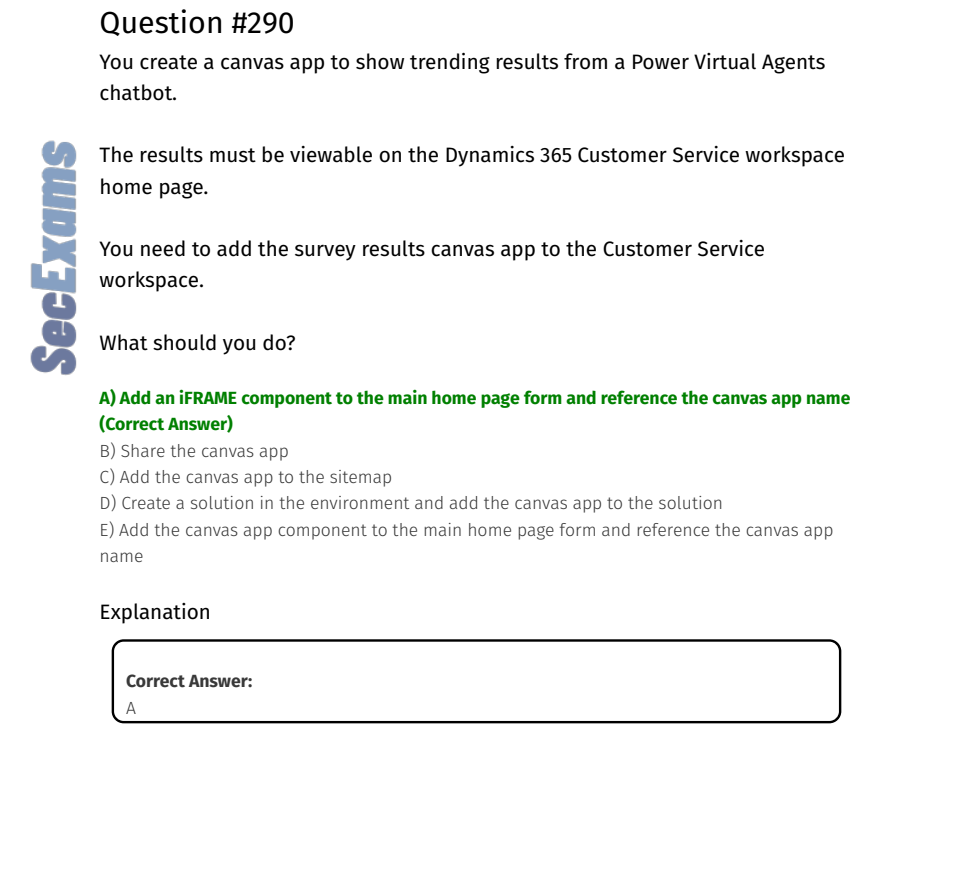 Question #290
You create a canvas app to show trending results from a Power Virtual Agents
chatbot.
The results must be viewable on the Dynamics 365 Customer Service workspace
home page.
You need to add the survey results canvas app to the Customer Service
workspace.
What should you do?
A) Add an iFRAME component to the main home page form and reference the canvas app name
(Correct Answer)
B) Share the canvas app
C) Add the canvas app to the sitemap
D) Create a solution in the environment and add the canvas app to the solution
E) Add the canvas app component to the main home page form and reference the canvas app
name
Explanation
Correct Answer:
A
SecExams